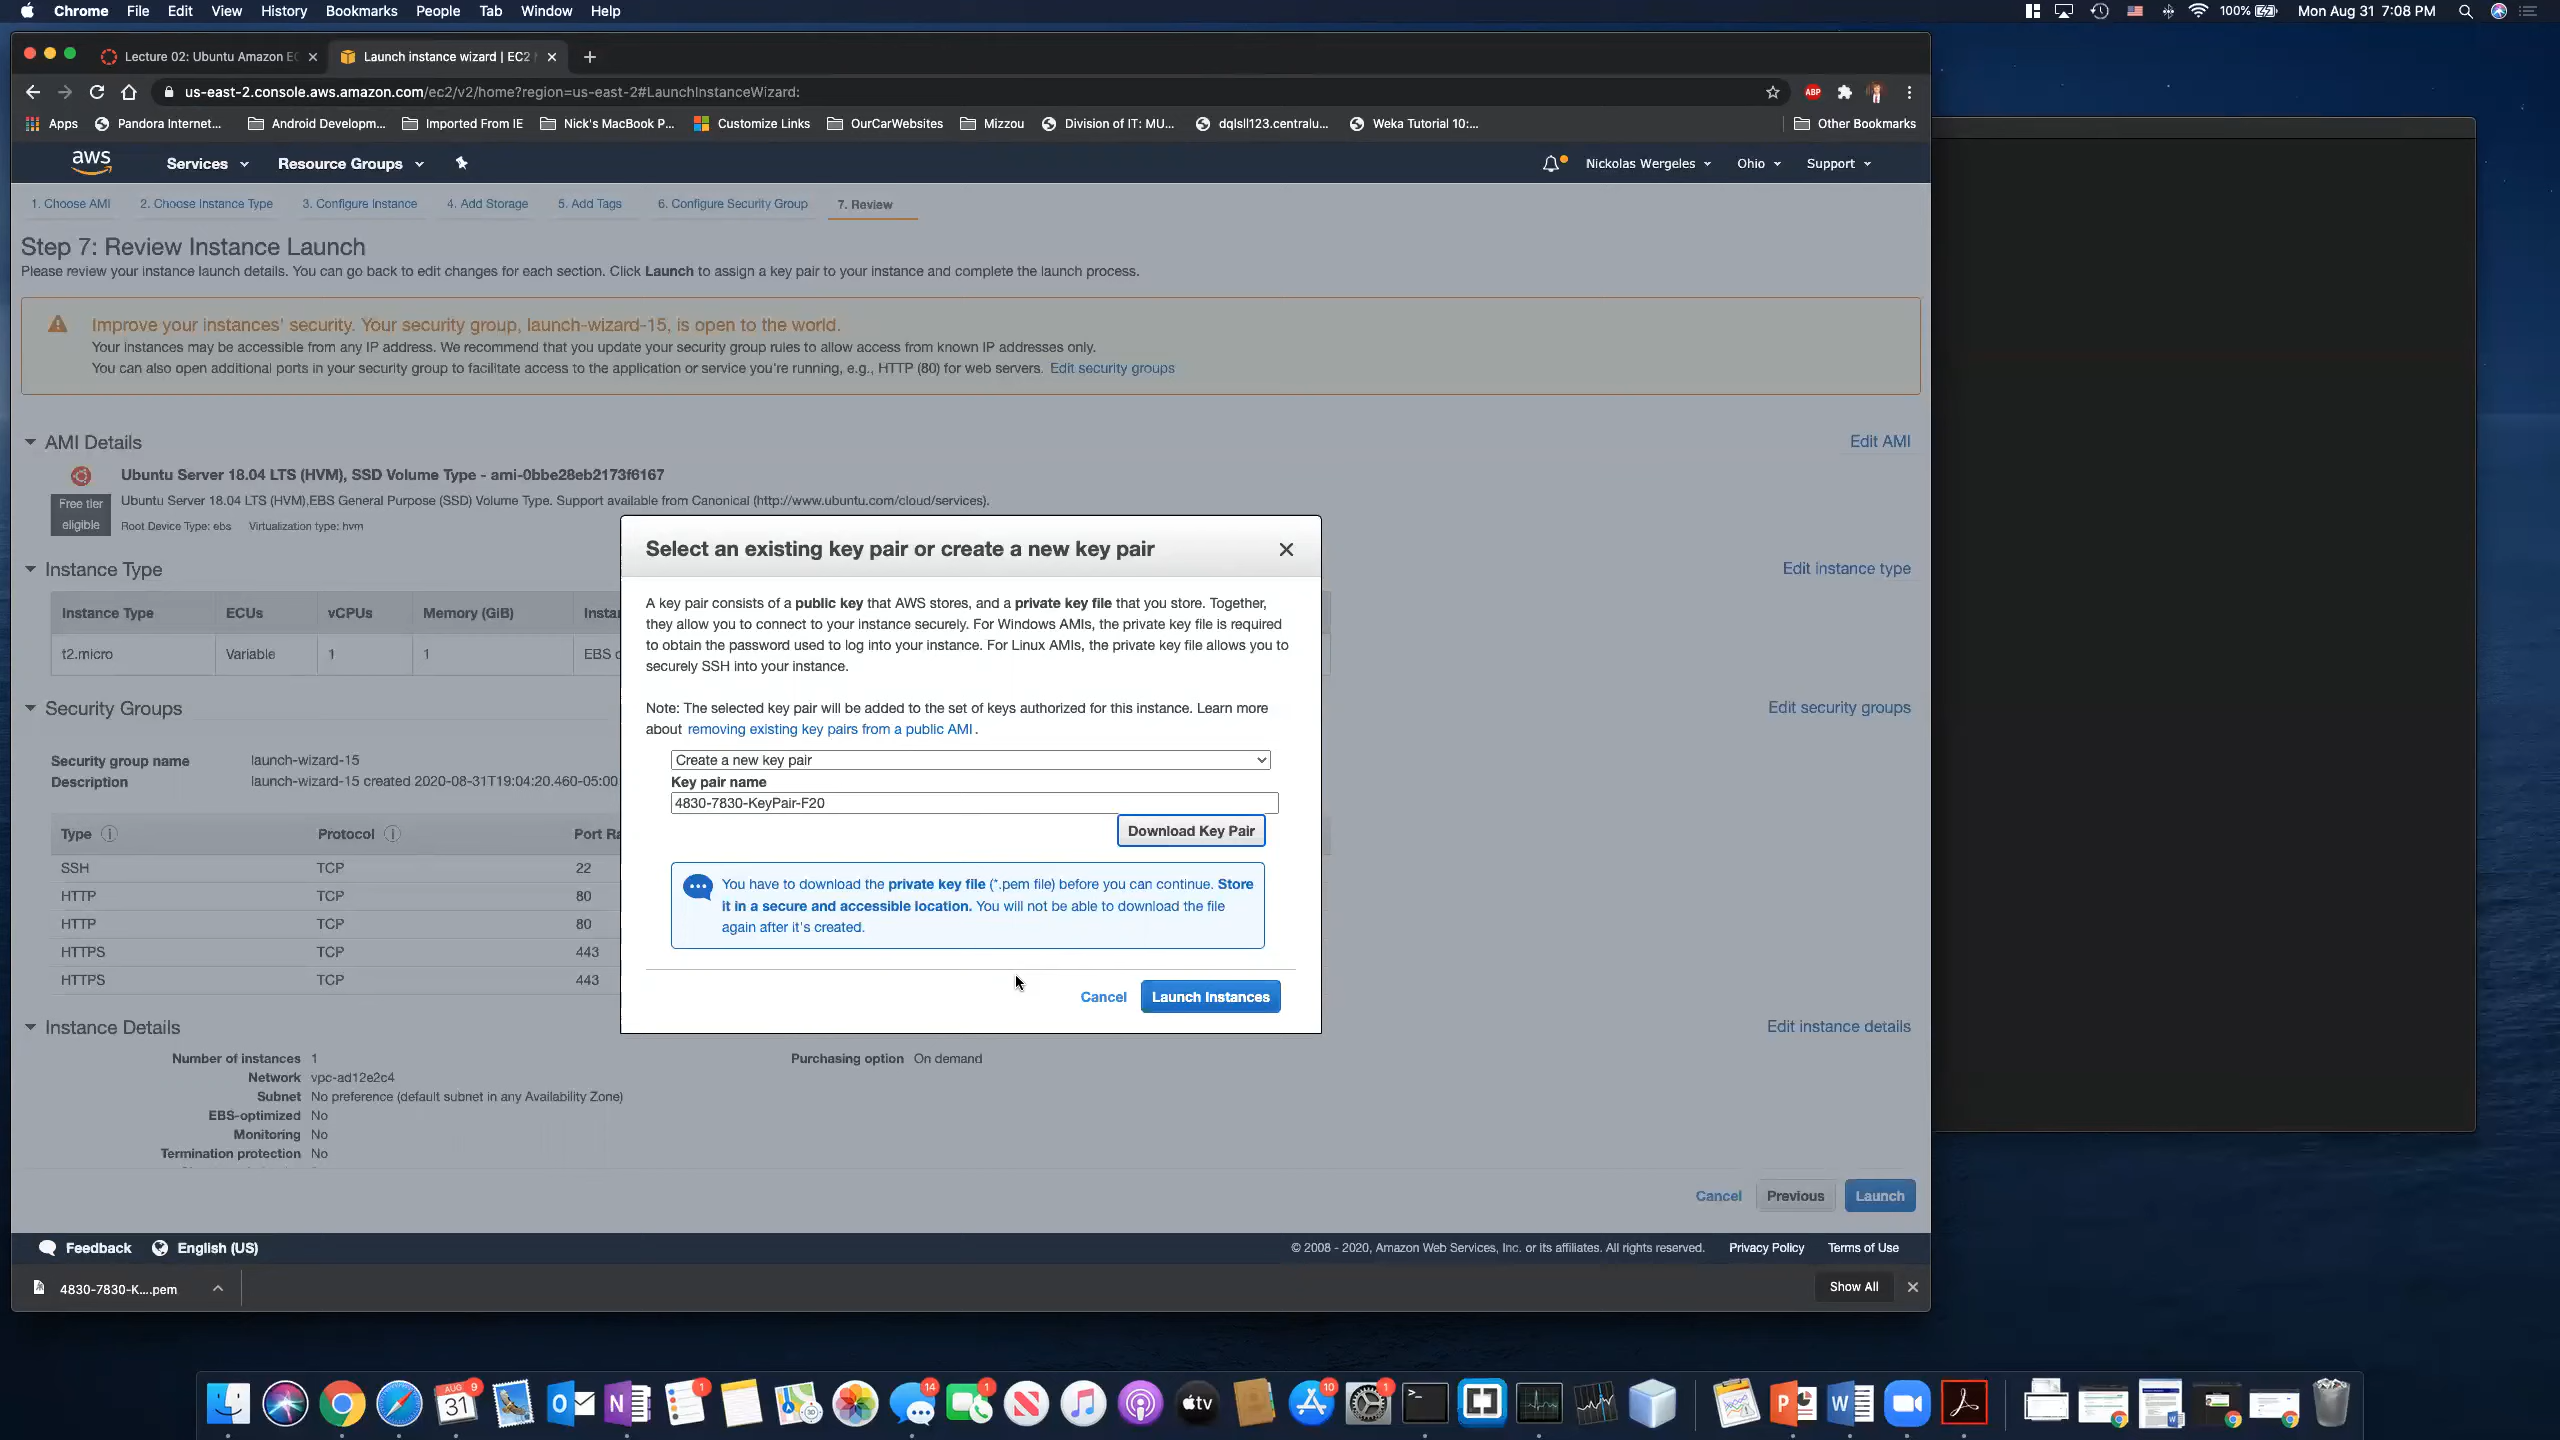 Chrome File Edit View History Bookmarks People Tab Window Help
100% Mon Aug 31 7:08 PM
Lecture 02: Ubuntu Amazon EC
Launch instance wizard | EC2
us-east-2.console.aws.amazon.com/ec2/v2/home?region=us-east-2#LaunchInstanceWizard:
ABP
Apps Pandora Internet... Android Developm... Imported From IE Nick's MacBook P... Customize Links OurCarWebsites Mizzou Division of IT: MU... dqlsll123.centralu... Weka Tutorial 10:... Other Bookmarks
aws Services Resource Groups Nickolas Wergeles Ohio Support
1. Choose AMI 2. Choose Instance Type 3. Configure Instance 4. Add Storage 5. Add Tags 6. Configure Security Group 7. Review
Step 7: Review Instance Launch
Please review your instance launch details. You can go back to edit changes for each section. Click Launch to assign a key pair to your instance and complete the launch process.
Improve your instances' security. Your security group, launch-wizard-15, is open to the world.
Your instances may be accessible from any IP address. We recommend that you update your security group rules to allow access from known IP addresses only.
You can also open additional ports in your security group to facilitate access to the application or service you're running, e.g., HTTP (80) for web servers. Edit security groups
AMI Details Edit AMI
Ubuntu Server 18.04 LTS (HVM), SSD Volume Type - ami-0bbe28eb2173f6167
Free tier eligible
Ubuntu Server 18.04 LTS (HVM),EBS General Purpose (SSD) Volume Type. Support available from Canonical (http://www.ubuntu.com/cloud/services).
Root Device Type: ebs Virtualization type: hvm
Instance Type Edit instance type
Instance Type ECUs vCPUs Memory (GiB) Insta
t2.micro Variable 1 1 EBS
Security Groups Edit security groups
Security group name launch-wizard-15
Description launch-wizard-15 created 2020-08-31T19:04:20.460-05:00
Type Protocol Port Ra
SSH TCP 22
HTTP TCP 80
HTTP TCP 80
HTTPS TCP 443
HTTPS TCP 443
Instance Details Edit instance details
Number of instances 1 Purchasing option On demand
Network vpc-ad12e2c4
Subnet No preference (default subnet in any Availability Zone)
EBS-optimized No
Monitoring No
Termination protection No
Select an existing key pair or create a new key pair
A key pair consists of a public key that AWS stores, and a private key file that you store. Together,
they allow you to connect to your instance securely. For Windows AMIs, the private key file is required
to obtain the password used to log into your instance. For Linux AMIs, the private key file allows you to
securely SSH into your instance.
Note: The selected key pair will be added to the set of keys authorized for this instance. Learn more
about removing existing key pairs from a public AMI.
Create a new key pair
Key pair name
4830-7830-KeyPair-F20
Download Key Pair
You have to download the private key file (*.pem file) before you can continue. Store
it in a secure and accessible location. You will not be able to download the file
again after it's created.
Cancel Launch Instances
Cancel Previous Launch
Feedback English (US) © 2008 - 2020, Amazon Web Services, Inc. or its affiliates. All rights reserved. Privacy Policy Terms of Use
4830-7830-K....pem Show All
AUG 31 9
1
14
1
tv
10
1